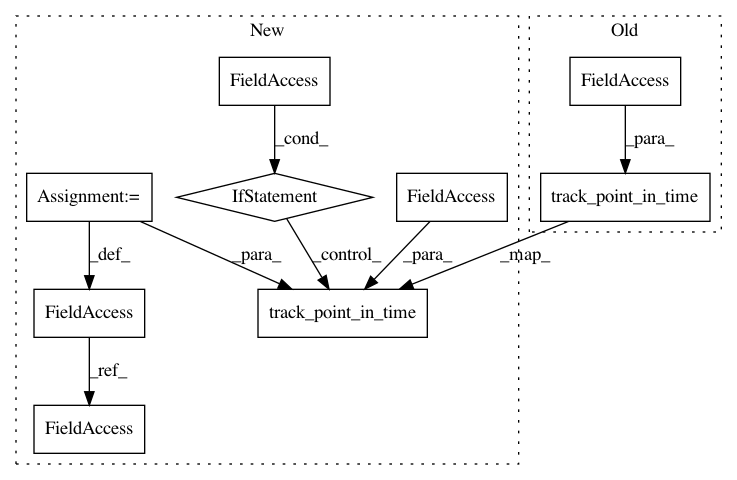 New
Old
FieldAccess
FieldAccess
_cond_
_para_
Assignment:=
IfStatement
FieldAccess
track_point_in_time
_def_
_para_
_control_
_para_
_map_
FieldAccess
track_point_in_time
_ref_
FieldAccess